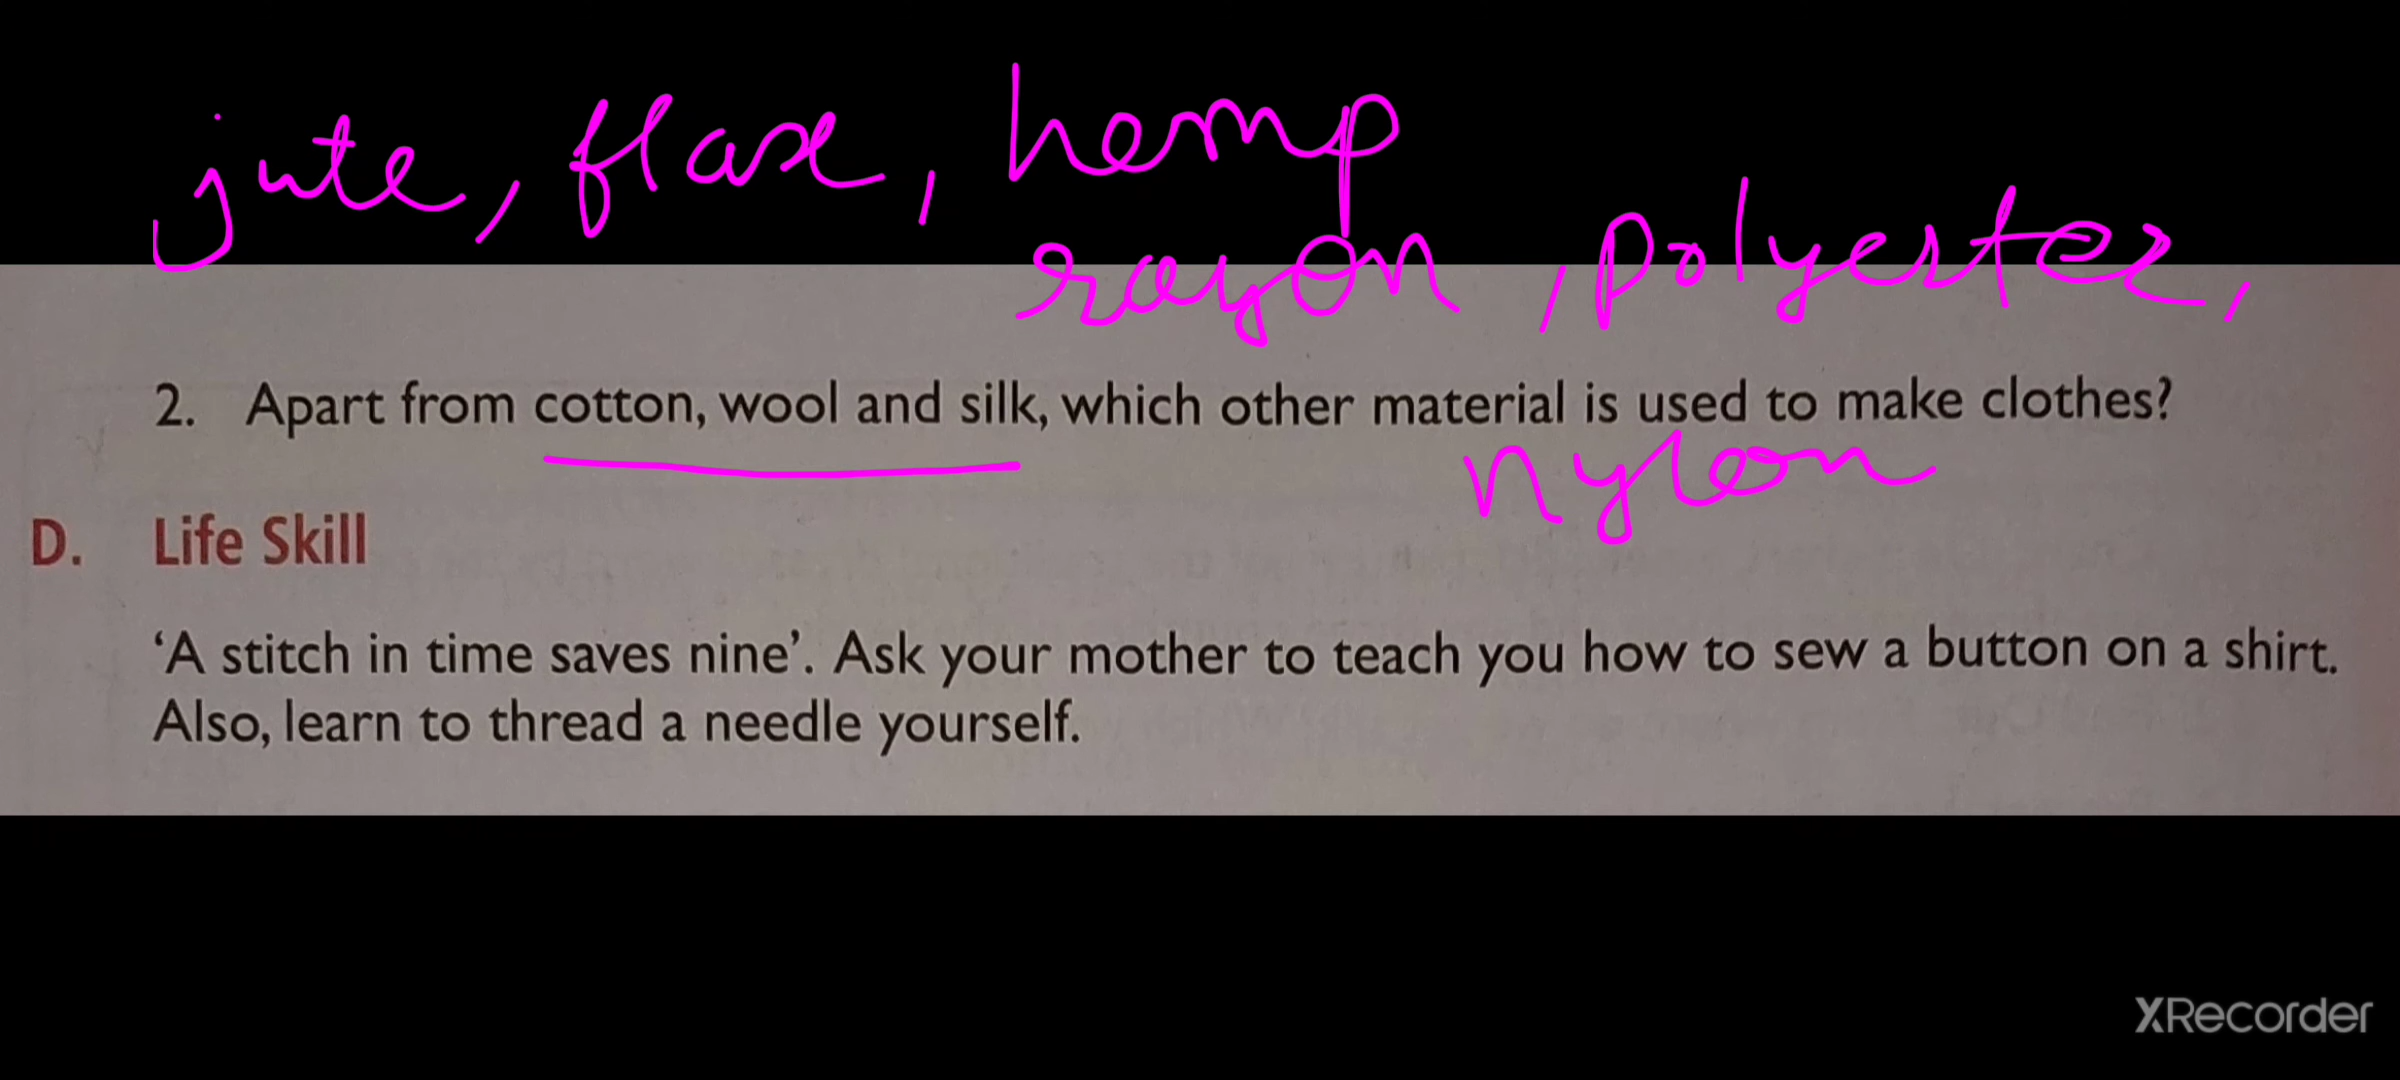 jute, flax, hemp
rayon, polyester,
2. Apart from cotton, wool and silk, which other material is used to make clothes?
nylon
D. Life Skill
‘A stitch in time saves nine’. Ask your mother to teach you how to sew a button on a shirt.
Also, learn to thread a needle yourself.
XRecorder